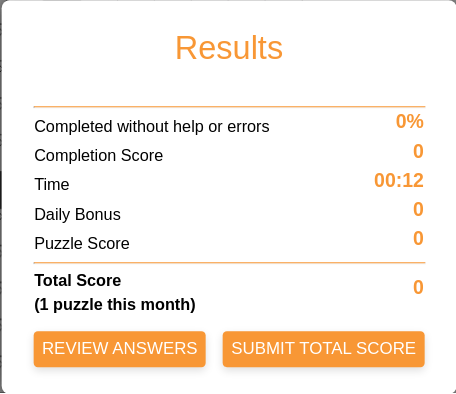 Results
Completed without help or errors 0%
Completion Score 0
Time 00:12
Daily Bonus 0
Puzzle Score 0
Total Score 0
(1 puzzle this month)
REVIEW ANSWERS SUBMIT TOTAL SCORE